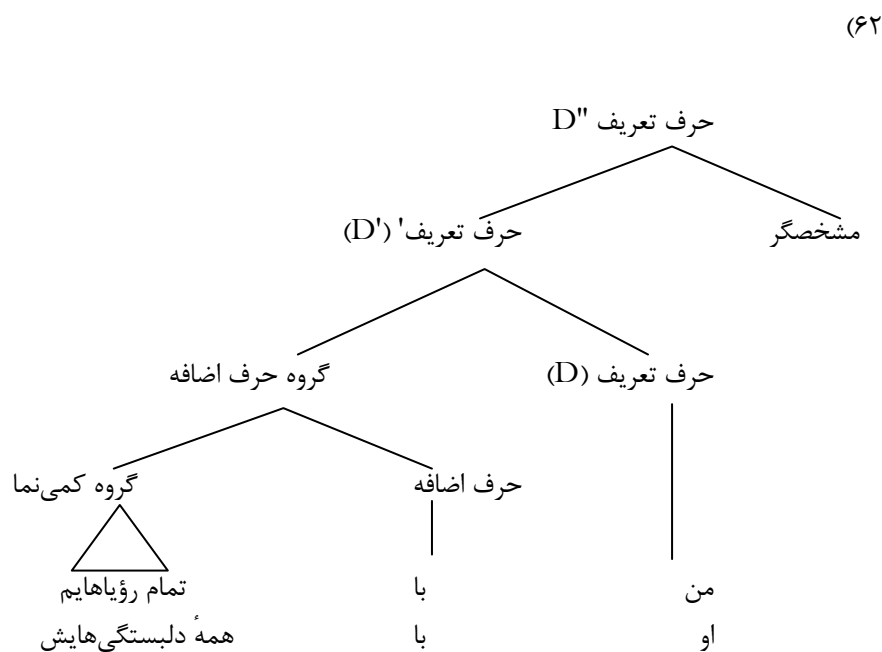 ۶۲)
حرف تعریف "D
مشخصگر حرف تعریف' (D')
حرف تعریف (D) گروه حرف اضافه
حرف اضافه گروه کمی‌نما
من با تمام رؤیاهایم
او با همهٔ دلبستگی‌هایش